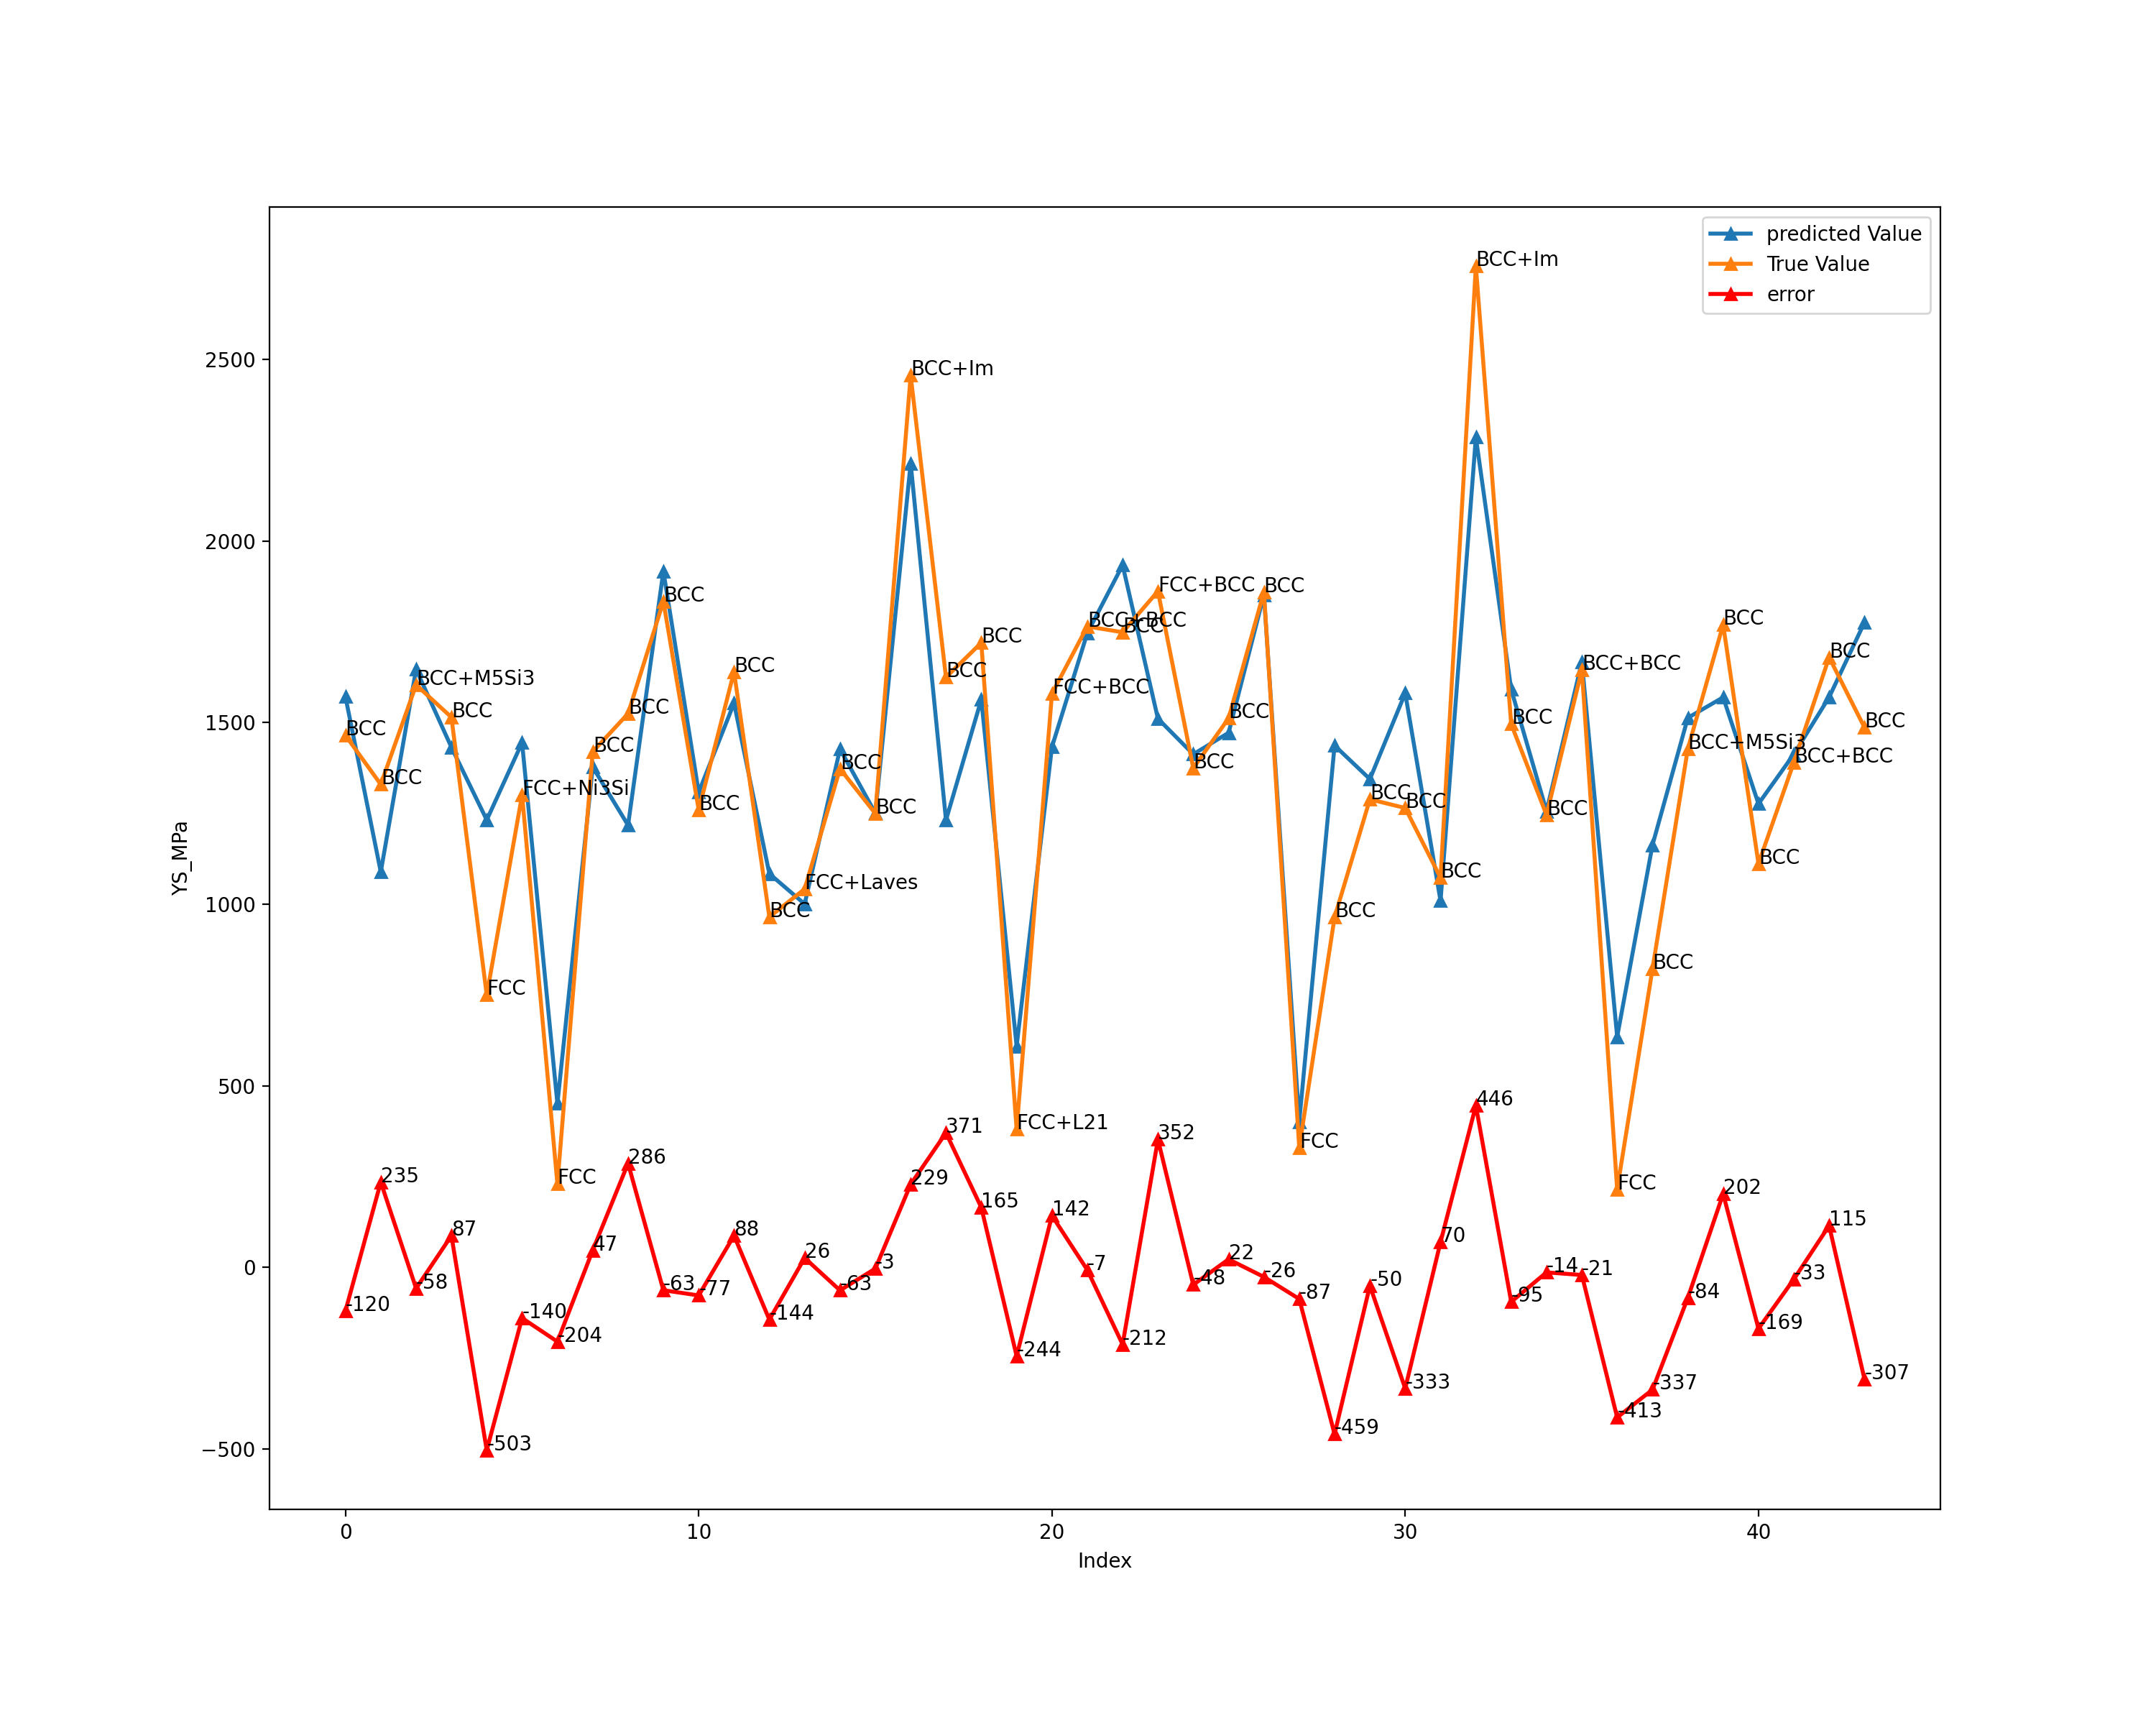 predicted Value
True Value
error
YS_MPa
2500
2000
1500
1000
500
0
−500
0
10
20
30
40
Index
BCC
BCC
BCC+M5Si3
BCC
FCC
FCC+Ni3Si
FCC
BCC
BCC
BCC
BCC
BCC
BCC
FCC+Laves
BCC
BCC
BCC+Im
BCC
BCC
FCC+L21
FCC+BCC
BCC+BCC
BCC
FCC+BCC
BCC
BCC
BCC
FCC
BCC
BCC
BCC
BCC
BCC+Im
BCC
BCC
BCC+BCC
FCC
BCC
BCC+M5Si3
BCC
BCC
BCC+BCC
BCC
BCC
-120
235
-58
87
-503
-140
-204
47
286
-63
-77
88
-144
26
-63
-3
229
371
165
-244
142
-7
-212
352
-48
22
-26
-87
-459
-50
-333
70
446
-95
-14
-21
-413
-337
-84
202
-169
-33
115
-307